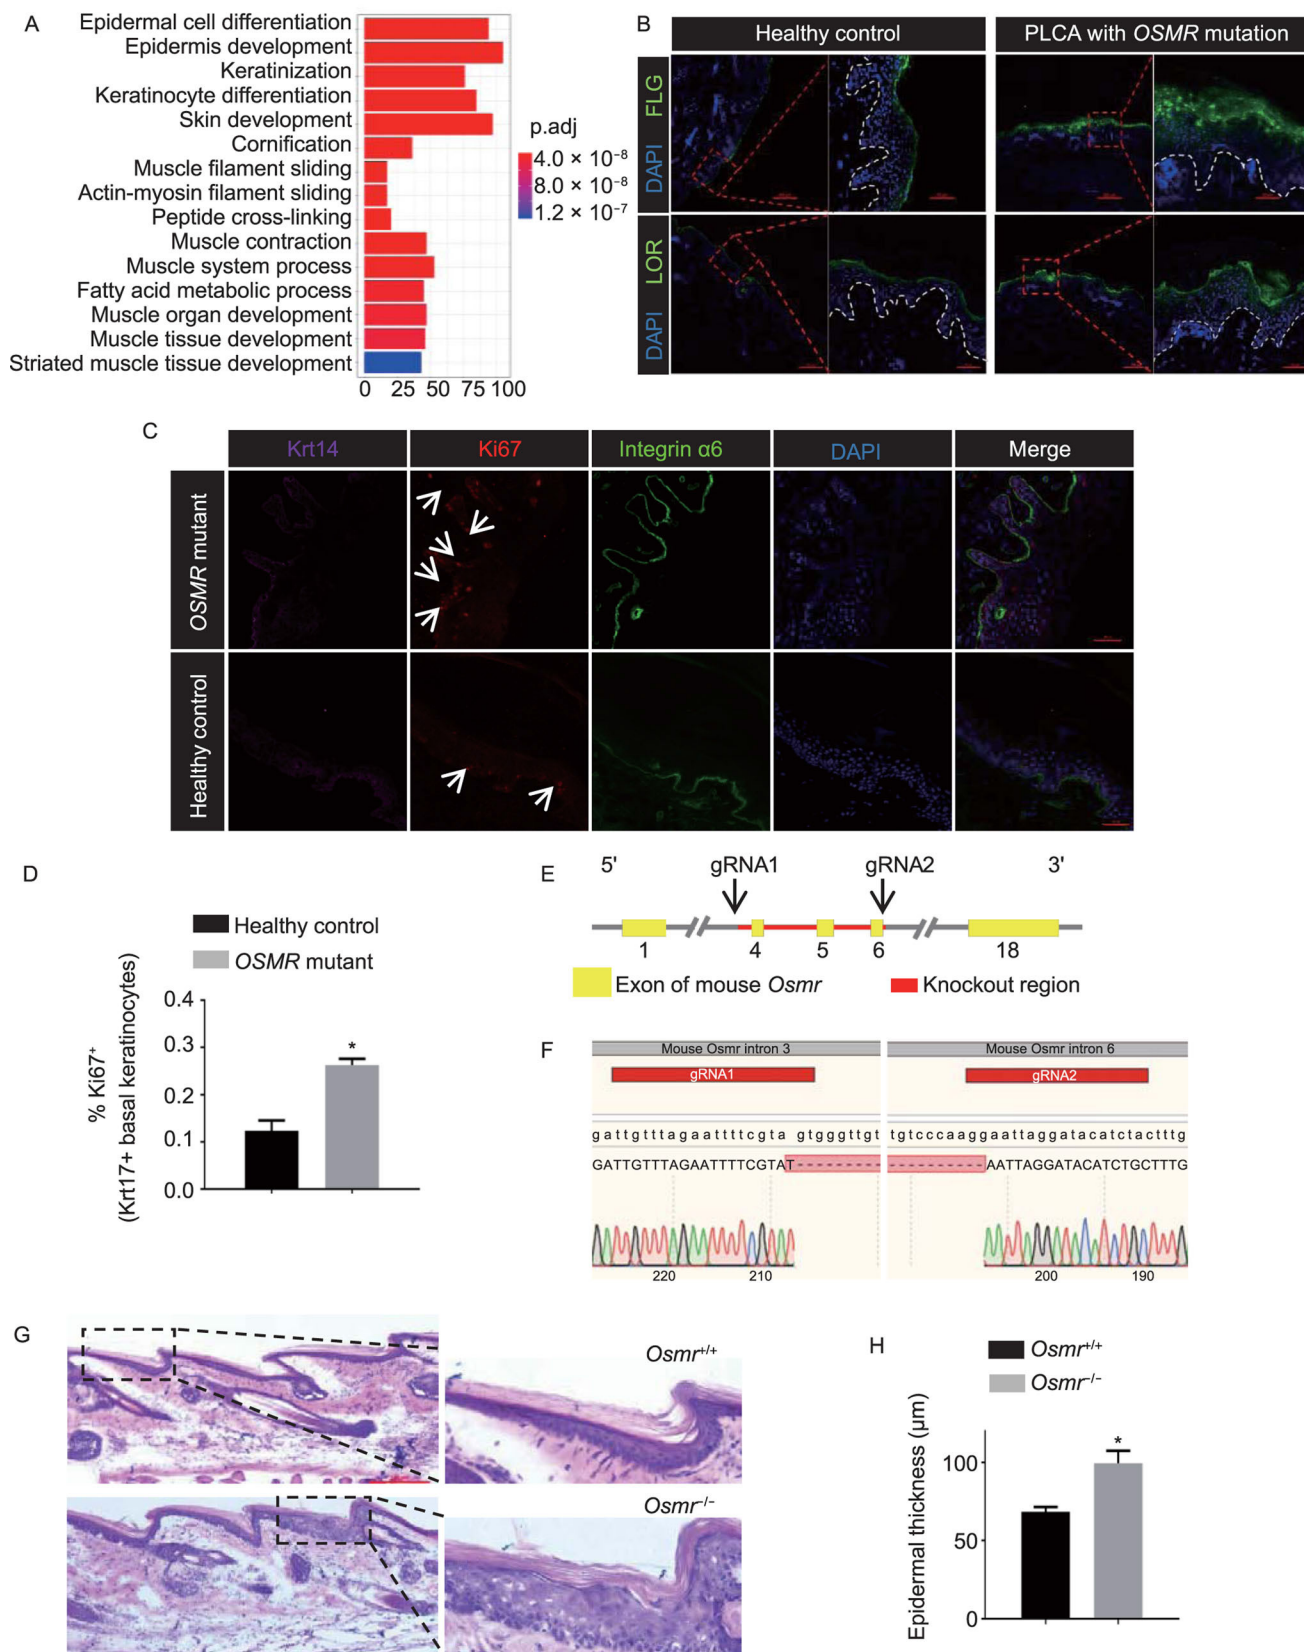 A
Epidermal cell differentiation
Epidermis development
Keratinization
Keratinocyte differentiation
Skin development
Cornification
Muscle filament sliding
Actin-myosin filament sliding
Peptide cross-linking
Muscle contraction
Muscle system process
Fatty acid metabolic process
Muscle organ development
Muscle tissue development
Striated muscle tissue development
0 25 50 75 100
p.adj
4.0 × 10⁻⁸
8.0 × 10⁻⁸
1.2 × 10⁻⁷
B
Healthy control
PLCA with OSMR mutation
DAPI FLG
DAPI LOR
C
Krt14 Ki67 Integrin α6 DAPI Merge
OSMR mutant
Healthy control
D
Healthy control
OSMR mutant
% Ki67⁺
(Krt17+ basal keratinocytes)
0.4
0.3
0.2
0.1
0.0
*
E
5' gRNA1 gRNA2 3'
1 4 5 6 18
Exon of mouse Osmr
Knockout region
F
Mouse Osmr intron 3 Mouse Osmr intron 6
gRNA1 gRNA2
gattgtttagaattttcgta gtgggttgt tgtcccaaggaattaggatacatctactttg
GATTGTTTAGAATTTTCGTAT- - - - - - - - - - - - - - - - - - AATTAGGATACATCTGCTTTG
220 210 200 190
G
Osmr+/+
Osmr−/−
H
Osmr+/+
Osmr−/−
Epidermal thickness (µm)
100
50
0
*